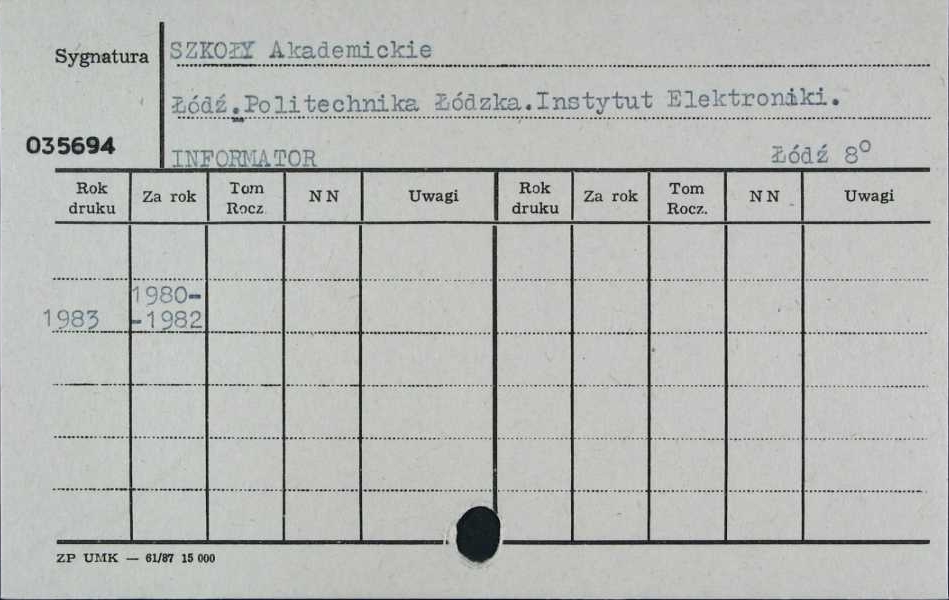 Sygnatura
SZKOŁY Akademickie
Łódź.Politechnika Łódzka.Instytut Elektroniki.
035694
INFORMATOR Łódź 8°
Rok druku Za rok Tom Rocz. N N Uwagi Rok druku Za rok Tom Rocz. N N Uwagi
1980-
1983 -1982
ZP UMK — 61/87 15 000